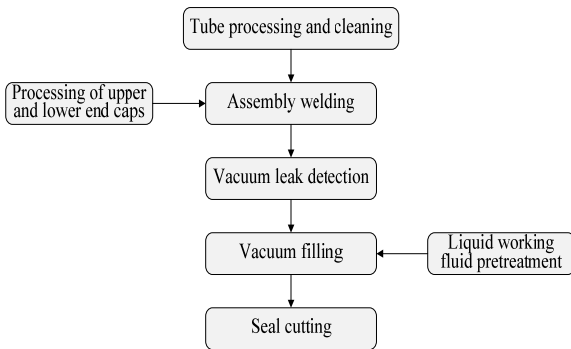 Tube processing and cleaning
Processing of upper
and lower end caps
Assembly welding
Vacuum leak detection
Vacuum filling
Liquid working
fluid pretreatment
Seal cutting